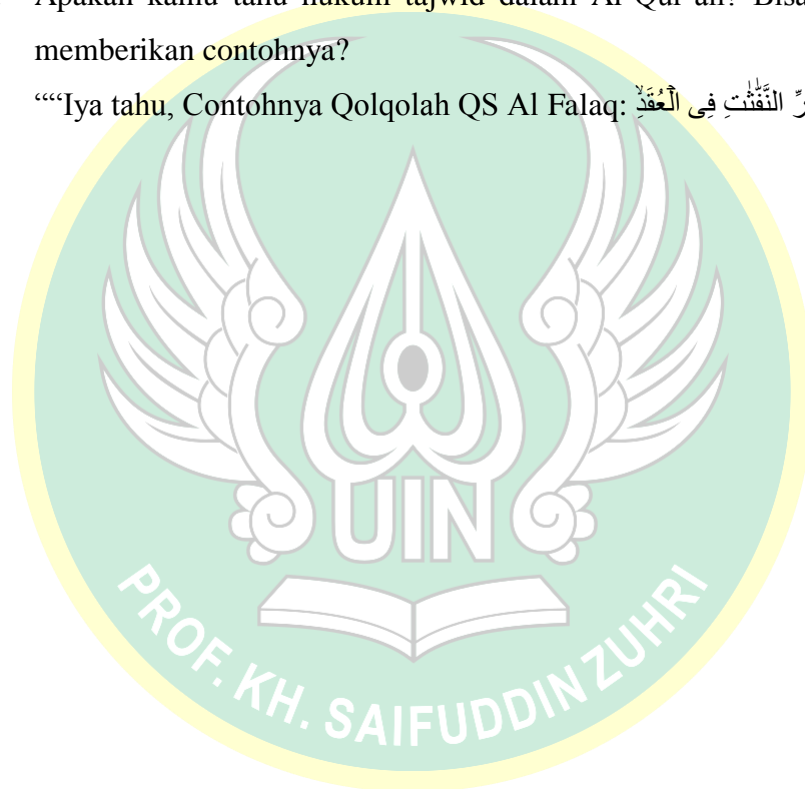 Apakah kamu tahu hukum tajwid dalam Al-Qur'an? Bisa
memberikan contohnya?
““Iya tahu, Contohnya Qolqolah QS Al Falaq: رِّ النَّفّٰثٰتِ فِى الْعُقَدِۙ
UIN
PROF. KH. SAIFUDDIN ZUHRI